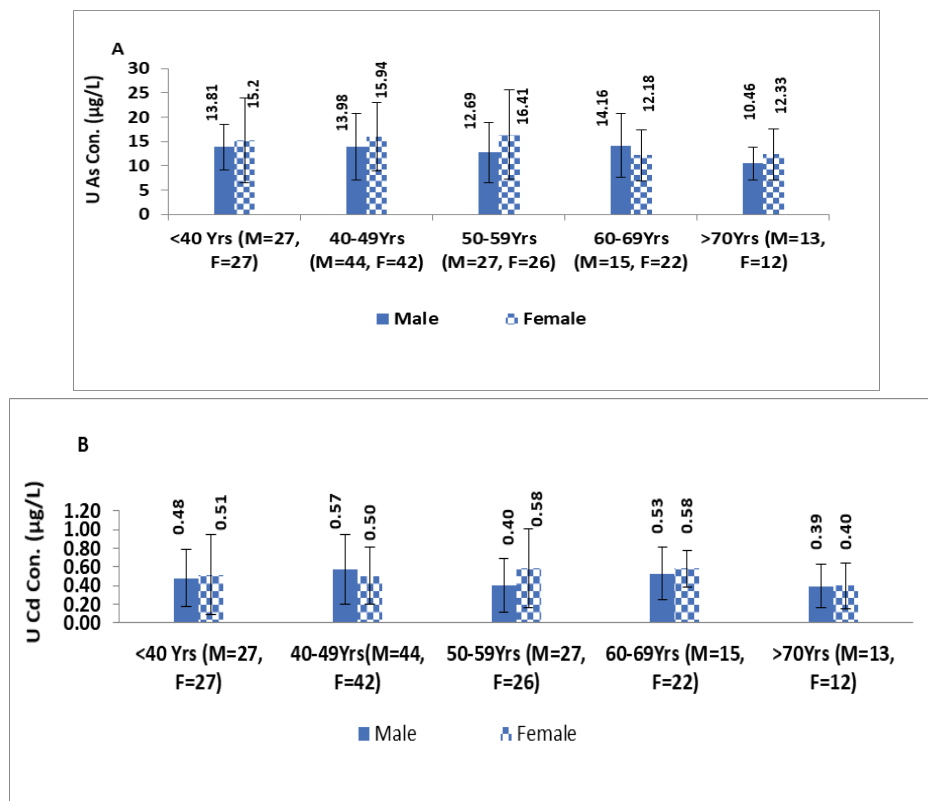 A
U As Con. (µg/L)
30
25
20
15
10
5
0
13.81
15.2
13.98
15.94
12.69
16.41
14.16
12.18
10.46
12.33
<40 Yrs (M=27, F=27)
40-49Yrs (M=44, F=42)
50-59Yrs (M=27, F=26)
60-69Yrs (M=15, F=22)
>70Yrs (M=13, F=12)
Male
Female
B
U Cd Con. (µg/L)
1.20
1.00
0.80
0.60
0.40
0.20
0.00
0.48
0.51
0.57
0.50
0.40
0.58
0.53
0.58
0.39
0.40
<40 Yrs (M=27, F=27)
40-49Yrs(M=44, F=42)
50-59Yrs (M=27, F=26)
60-69Yrs (M=15, F=22)
>70Yrs (M=13, F=12)
Male
Female